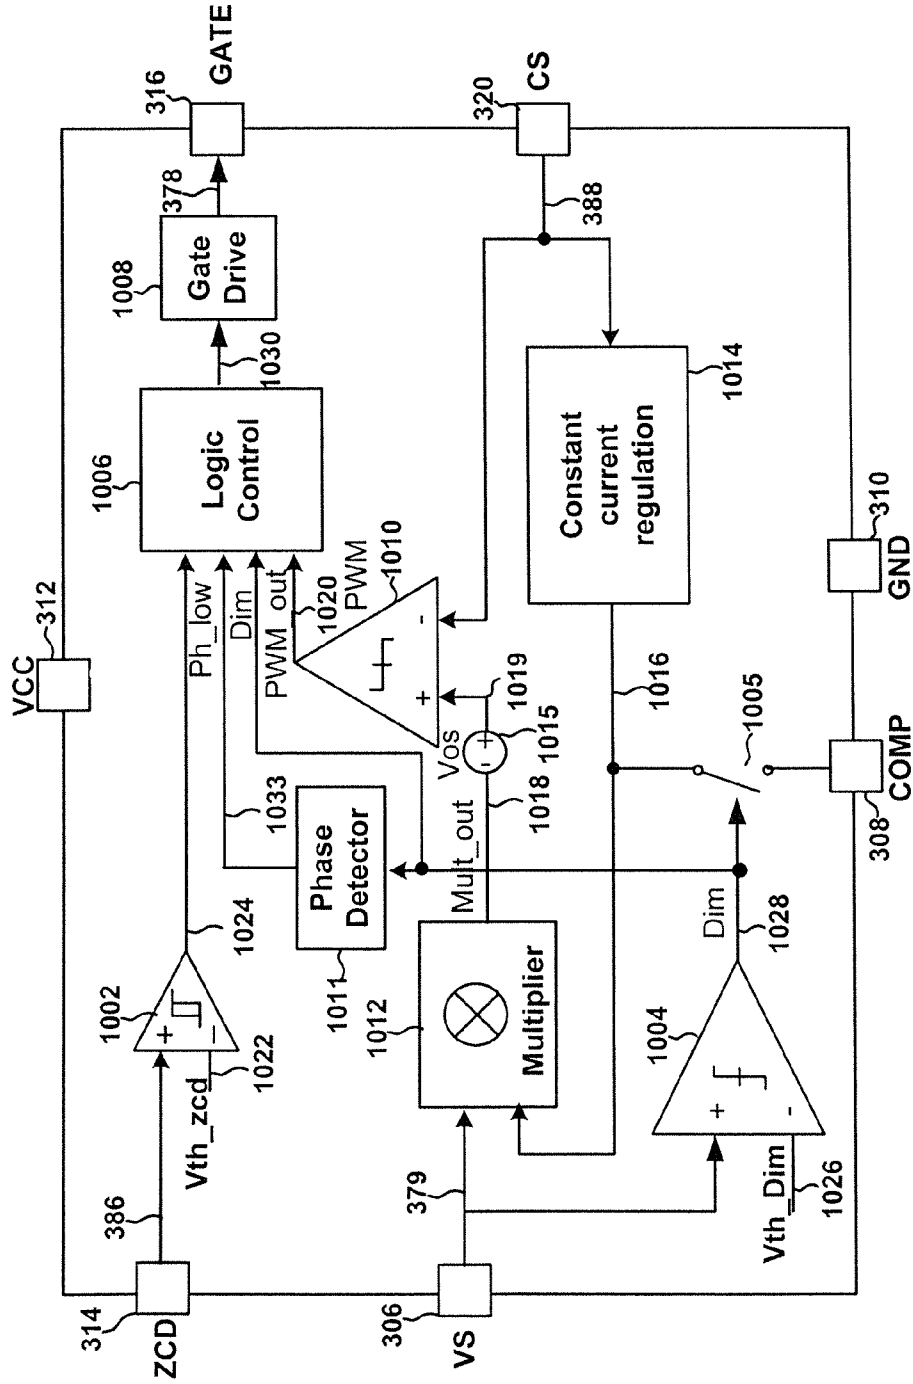 VCC
312
ZCD
314
386
Vth_zcd
1022
+
−
1002
1024
Ph_low
Dim
PWM_out
1020
1006
Logic
Control
1030
1008
Gate
Drive
378
316
GATE
1011
Phase
Detector
1033
PWM
1010
+
-
VS
306
379
1012
Multiplier
Mult_out
1018
Vos
-
+
1015
1019
320
CS
388
Constant
current
regulation
1014
1016
Vth_Dim
1026
+
-
1004
Dim
1028
1005
308
COMP
310
GND